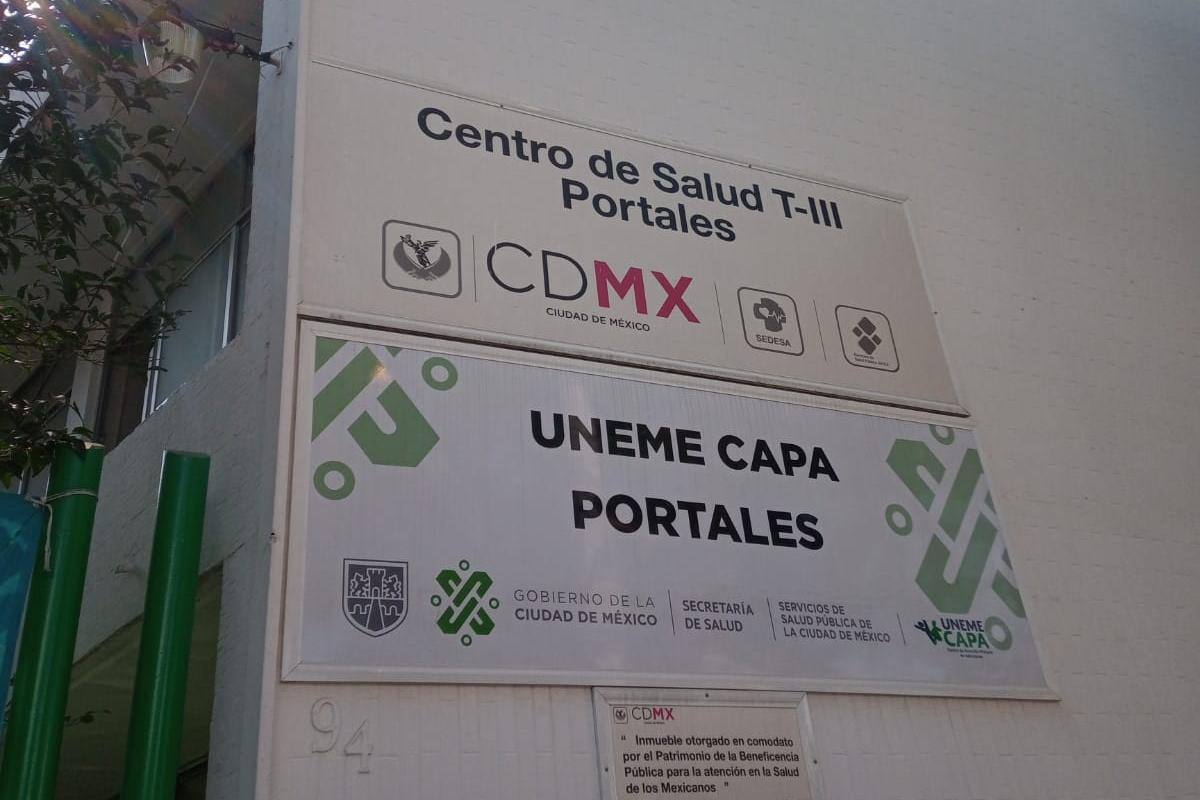 Centro de Salud T-III
Portales
CDMX
CIUDAD DE MÉXICO
SEDESA
UNEME CAPA
PORTALES
GOBIERNO DE LA
CIUDAD DE MÉXICO
SECRETARÍA
DE SALUD
SERVICIOS DE
SALUD PÚBLICA DE
LA CIUDAD DE MÉXICO
UNEME
CAPA
94
CDMX
“ Inmueble otorgado en comodato
por el Patrimonio de la Beneficencia
Pública para la atención en la Salud
de los Mexicanos ”